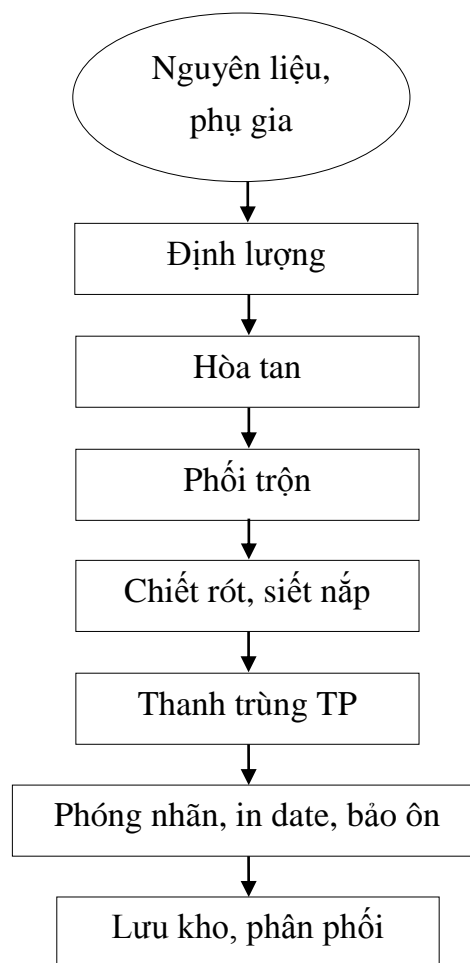 Nguyên liệu,
phụ gia
Định lượng
Hòa tan
Phối trộn
Chiết rót, siết nắp
Thanh trùng TP
Phóng nhãn, in date, bảo ôn
Lưu kho, phân phối